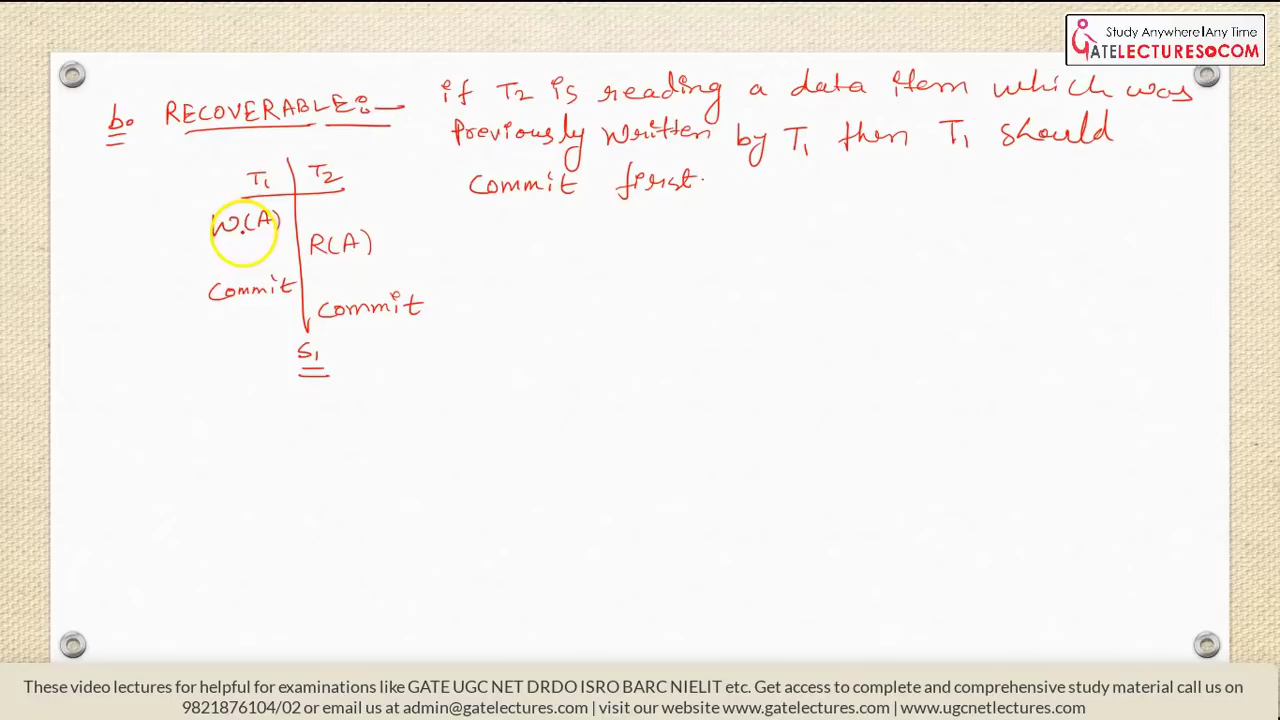 Study Anywhere|Any Time
GATELECTURES.COM
b. RECOVERABLE:— if T2 is reading a data item which was
previously written by T1 then T1 should
commit first.
T1 T2
W(A)
R(A)
Commit
Commit
S1
These video lectures for helpful for examinations like GATE UGC NET DRDO ISRO BARC NIELIT etc. Get access to complete and comprehensive study material call us on
9821876104/02 or email us at admin@gatelectures.com | visit our website www.gatelectures.com | www.ugcnetlectures.com